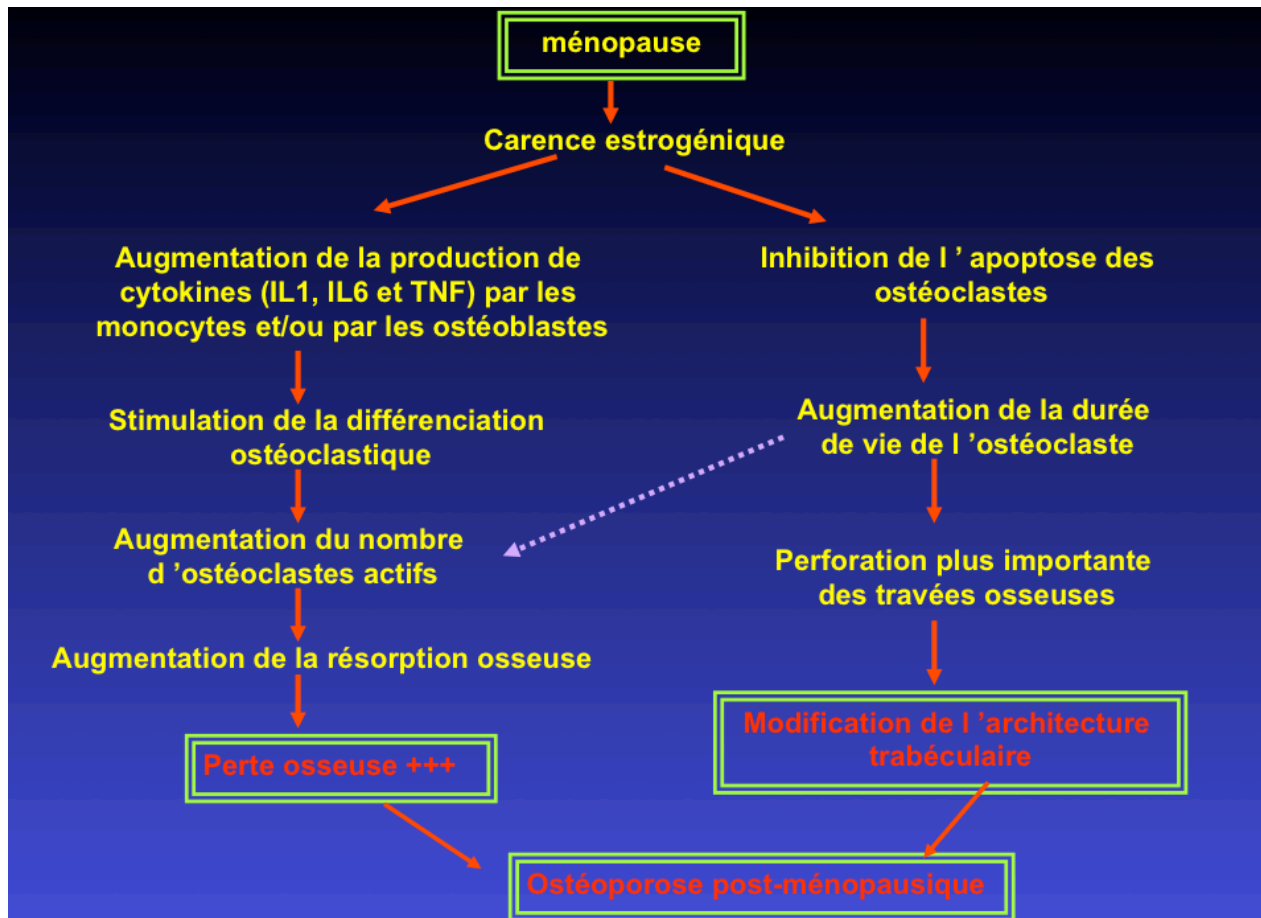 ménopause
Carence estrogénique
Augmentation de la production de
cytokines (IL1, IL6 et TNF) par les
monocytes et/ou par les ostéoblastes
Stimulation de la différenciation
ostéoclastique
Augmentation du nombre
d ’ostéoclastes actifs
Augmentation de la résorption osseuse
Perte osseuse +++
Inhibition de l ’ apoptose des
ostéoclastes
Augmentation de la durée
de vie de l ’ostéoclaste
Perforation plus importante
des travées osseuses
Modification de l ’architecture
trabéculaire
Ostéoporose post-ménopausique